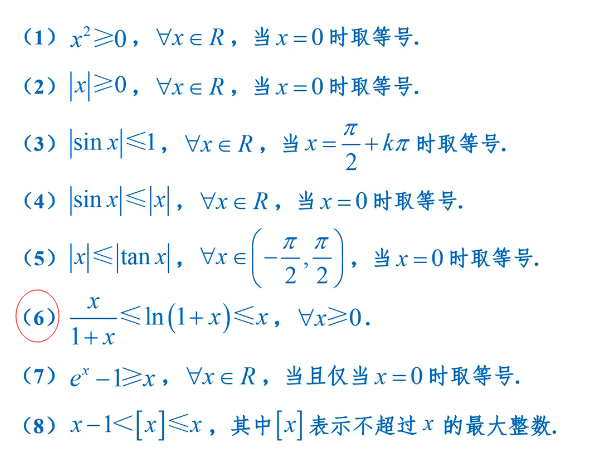 (1) $x^2 \geqslant 0$, $\forall x \in R$, 当 $x = 0$ 时取等号.
(2) $|x| \geqslant 0$, $\forall x \in R$, 当 $x = 0$ 时取等号.
(3) $|\sin x| \leqslant 1$, $\forall x \in R$, 当 $x = \frac{\pi}{2} + k\pi$ 时取等号.
(4) $|\sin x| \leqslant |x|$, $\forall x \in R$, 当 $x = 0$ 时取等号.
(5) $|x| \leqslant |\tan x|$, $\forall x \in \left(-\frac{\pi}{2}, \frac{\pi}{2}\right)$, 当 $x = 0$ 时取等号.
(6) $\frac{x}{1+x} \leqslant \ln(1+x) \leqslant x$, $\forall x \geqslant 0$.
(7) $e^x - 1 \geqslant x$, $\forall x \in R$, 当且仅当 $x = 0$ 时取等号.
(8) $x - 1 < [x] \leqslant x$, 其中 $[x]$ 表示不超过 $x$ 的最大整数.